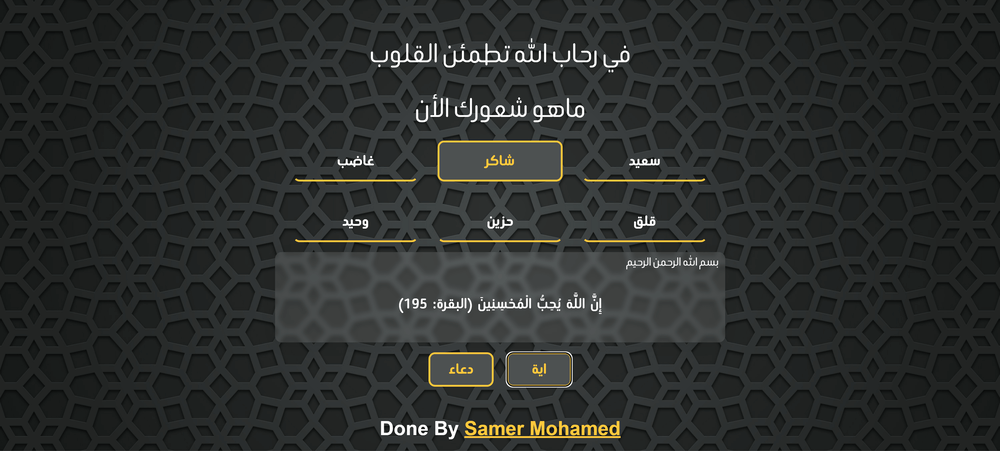 في رحاب الله تطمئن القلوب
ماهو شعورك الأن
سعيد شاكر غاضب
قلق حزين وحيد
بسم الله الرحمن الرحيم
إِنَّ اللَّهَ يُحِبُّ الْمُحْسِنِينَ (البقرة: 195)
اية دعاء
Done By Samer Mohamed